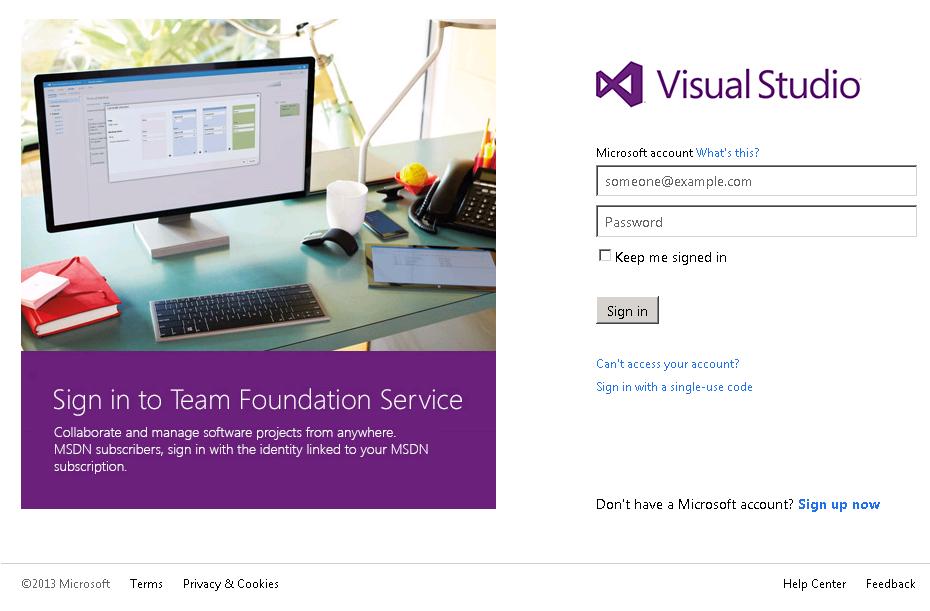 Visual Studio
Microsoft account What's this?
someone@example.com
Password
Keep me signed in
Sign in
Can't access your account?
Sign in with a single-use code
Sign in to Team Foundation Service
Collaborate and manage software projects from anywhere.
MSDN subscribers, sign in with the identity linked to your MSDN
subscription.
Don't have a Microsoft account? Sign up now
©2013 Microsoft Terms Privacy & Cookies Help Center Feedback